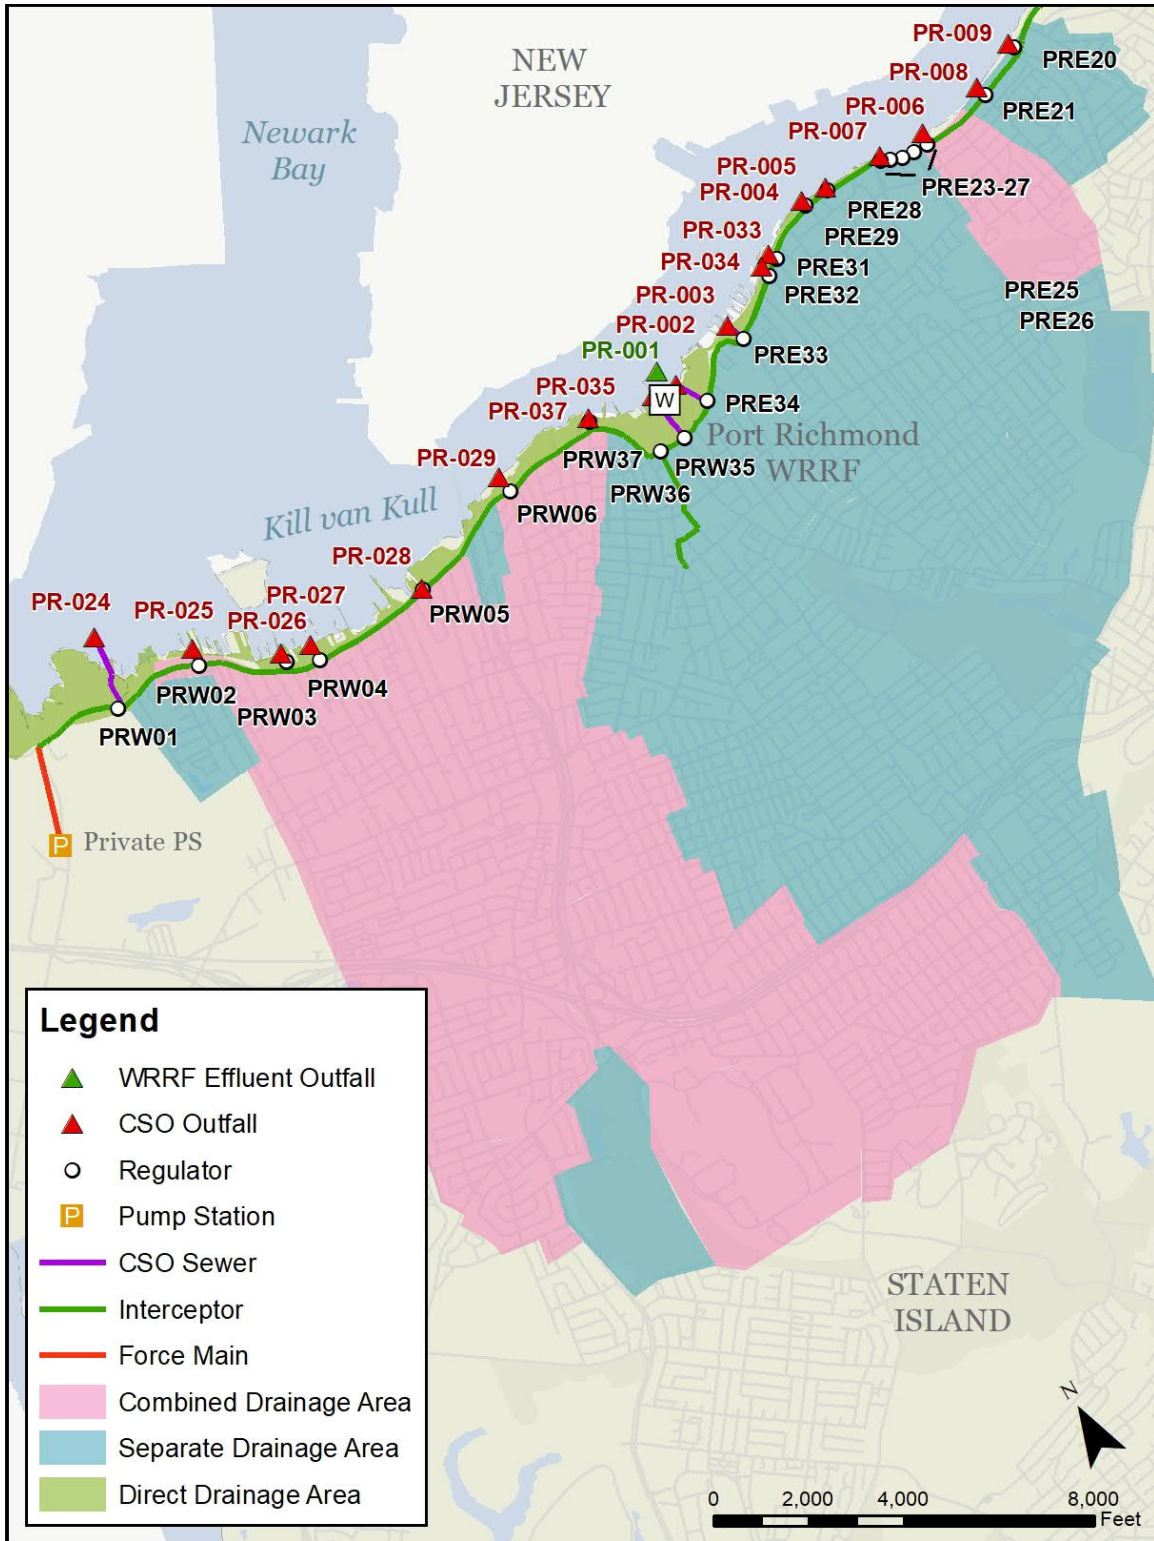 NEW
JERSEY
Newark
Bay
PR-009
PRE20
PR-008
PRE21
PR-006
PR-007
PRE23-27
PR-005
PR-004
PRE28
PRE29
PR-033
PRE31
PR-034
PRE32
PRE25
PRE26
PR-003
PR-002
PRE33
PR-001
W
PRE34
PR-035
PR-037
Port Richmond
WRRF
PRW37
PRW35
PRW36
PR-029
PRW06
Kill van Kull
PR-028
PRW05
PR-024
PR-025
PR-027
PR-026
PRW04
PRW02
PRW03
PRW01
P
Private PS
Legend
WRRF Effluent Outfall
CSO Outfall
Regulator
P
Pump Station
CSO Sewer
Interceptor
Force Main
Combined Drainage Area
Separate Drainage Area
Direct Drainage Area
STATEN
ISLAND
N
0 2,000 4,000 8,000
Feet